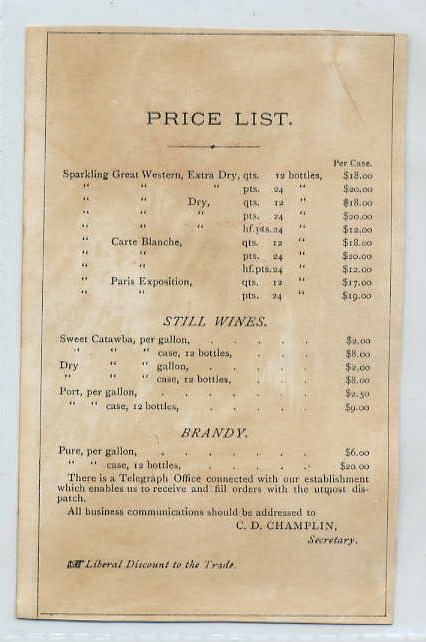 PRICE LIST.
Per Case.
Sparkling Great Western, Extra Dry, qts. 12 bottles, $18.00
" " " pts. 24 " $20.00
" " Dry, qts. 12 " $18.00
" " " pts. 24 " $20.00
" " " hf.pts. 24 " $12.00
" Carte Blanche, qts. 12 " $18.00
" " pts. 24 " $20.00
" " hf.pts. 24 " $12.00
" Paris Exposition, qts. 12 " $17.00
" " pts. 24 " $19.00
STILL WINES.
Sweet Catawba, per gallon, . . . . . $2.00
" " " case, 12 bottles, . . . $8.00
Dry " " gallon, . . . . . $2.00
" " " case, 12 bottles, . . . $8.00
Port, per gallon, . . . . . . $2.50
" " case, 12 bottles, . . . . $9.00
BRANDY.
Pure, per gallon, . . . . . . $6.00
" " case, 12 bottles, . . . . $20 00
There is a Telegraph Office connected with our establishment
which enables us to receive and fill orders with the utmost dis-
patch.
All business communications should be addressed to
C. D. CHAMPLIN,
Secretary.
☞ Liberal Discount to the Trade.